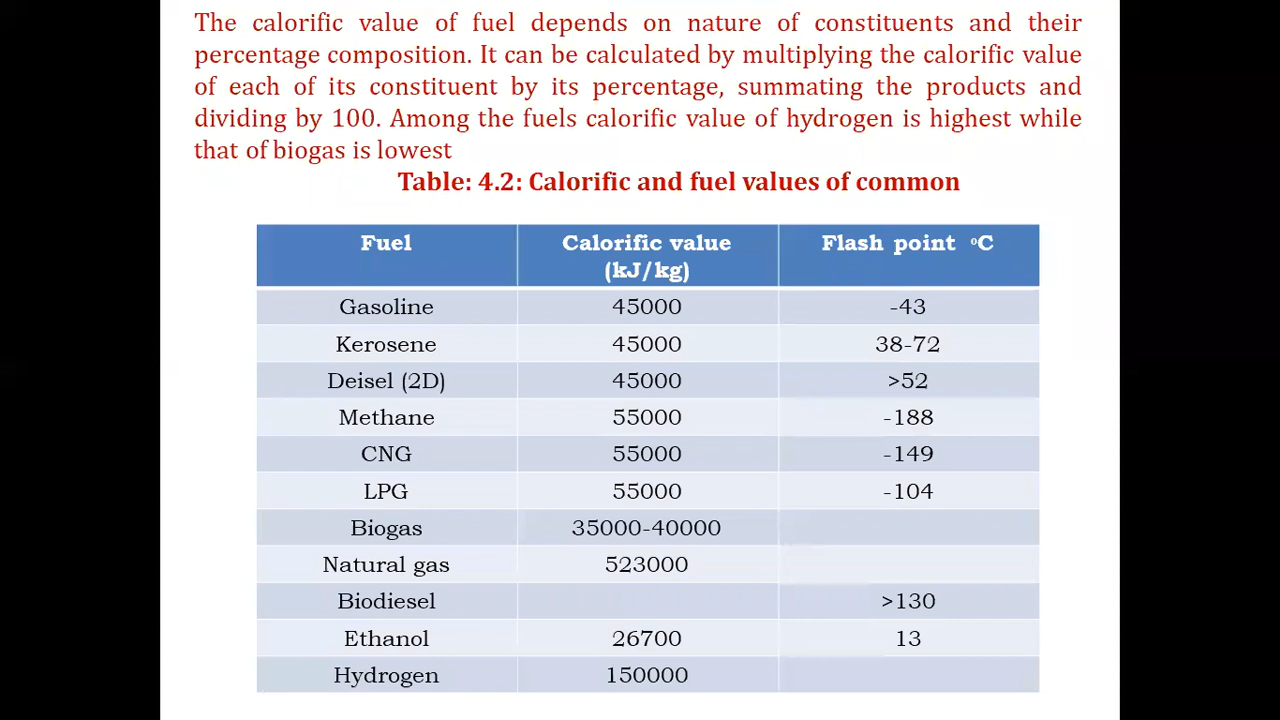 The calorific value of fuel depends on nature of constituents and their
percentage composition. It can be calculated by multiplying the calorific value
of each of its constituent by its percentage, summating the products and
dividing by 100. Among the fuels calorific value of hydrogen is highest while
that of biogas is lowest
Table: 4.2: Calorific and fuel values of common
Fuel Calorific value (kJ/kg) Flash point °C
Gasoline 45000 -43
Kerosene 45000 38-72
Deisel (2D) 45000 >52
Methane 55000 -188
CNG 55000 -149
LPG 55000 -104
Biogas 35000-40000
Natural gas 523000
Biodiesel >130
Ethanol 26700 13
Hydrogen 150000